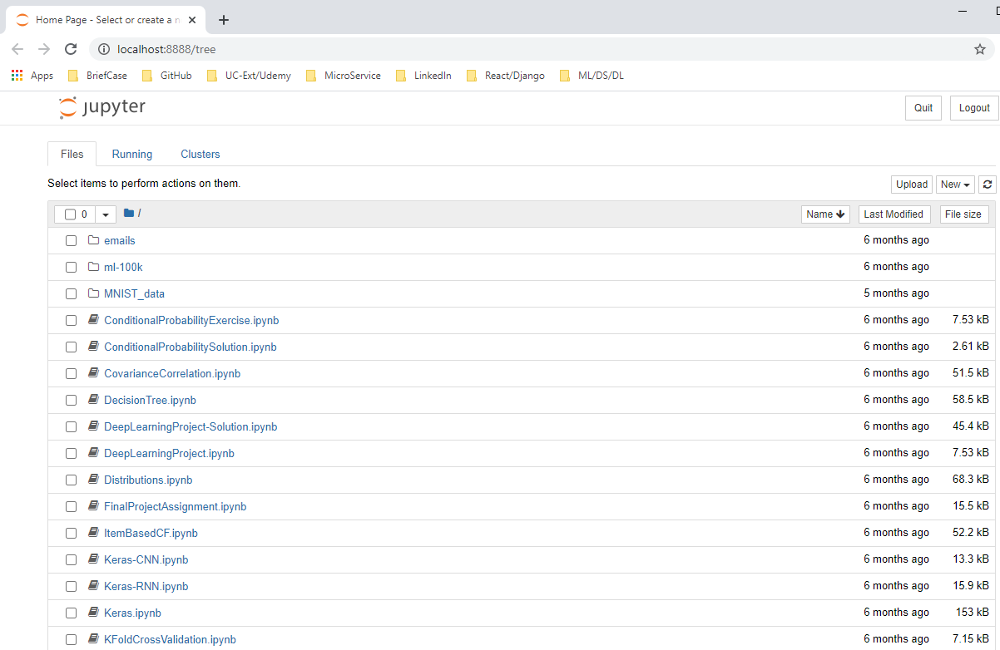 Home Page - Select or create a n
localhost:8888/tree
Apps BriefCase GitHub UC-Ext/Udemy MicroService LinkedIn React/Django ML/DS/DL
jupyter Quit Logout
Files Running Clusters
Select items to perform actions on them. Upload New
0 / Name Last Modified File size
emails 6 months ago
ml-100k 6 months ago
MNIST_data 5 months ago
ConditionalProbabilityExercise.ipynb 6 months ago 7.53 kB
ConditionalProbabilitySolution.ipynb 6 months ago 2.61 kB
CovarianceCorrelation.ipynb 6 months ago 51.5 kB
DecisionTree.ipynb 6 months ago 58.5 kB
DeepLearningProject-Solution.ipynb 6 months ago 45.4 kB
DeepLearningProject.ipynb 6 months ago 7.53 kB
Distributions.ipynb 6 months ago 68.3 kB
FinalProjectAssignment.ipynb 6 months ago 15.5 kB
ItemBasedCF.ipynb 6 months ago 52.2 kB
Keras-CNN.ipynb 6 months ago 13.3 kB
Keras-RNN.ipynb 6 months ago 15.9 kB
Keras.ipynb 6 months ago 153 kB
KFoldCrossValidation.ipynb 6 months ago 7.15 kB